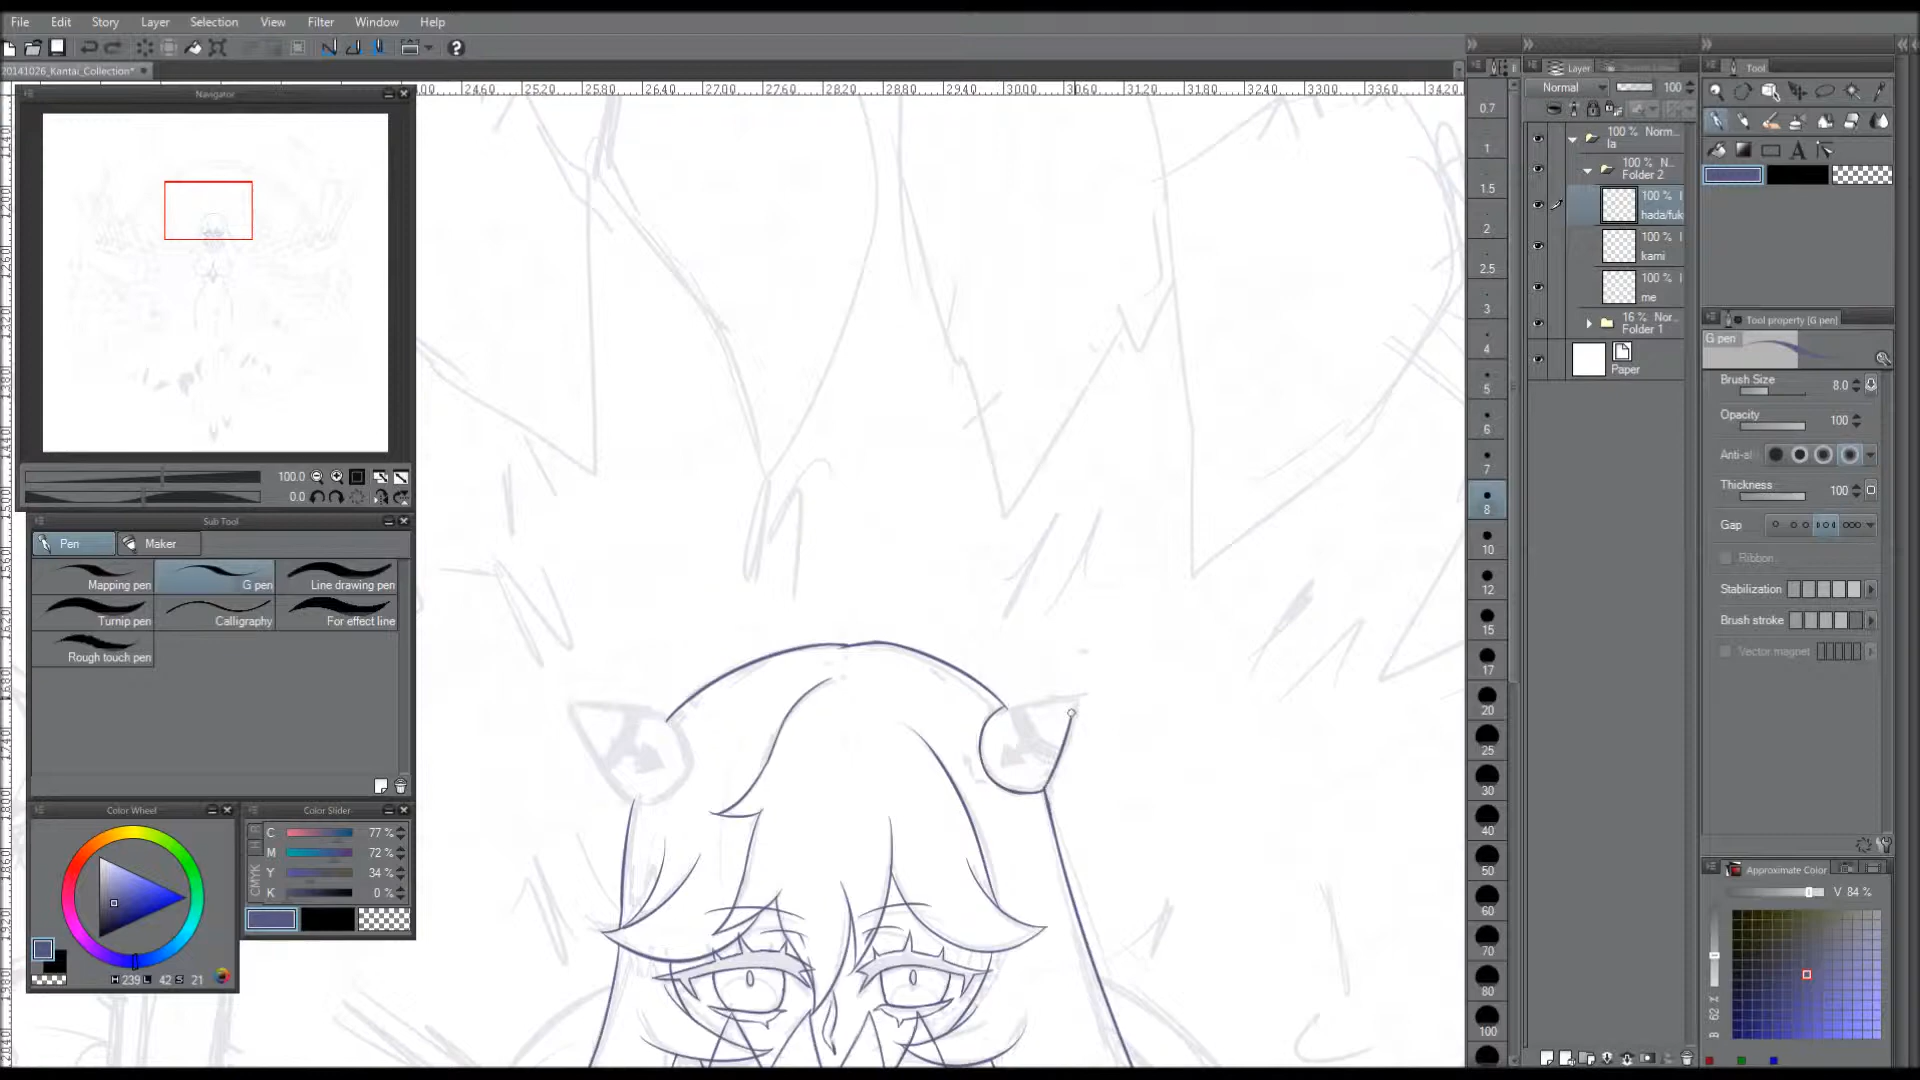 File Edit Story Layer Selection View Filter Window Help
20141026_Kantai_Collection*
Navigator
2460 2520 2580 2640 2700 2760 2820 2880 2940 3000 3060 3120 3180 3240 3300 3360 3420
100.0
0.0
Sub Tool
Pen Maker
Mapping pen G pen Line drawing pen
Turnip pen Calligraphy For effect line
Rough touch pen
Color Wheel
H 239 L 42 S 21
Color Slider
CMYK
C 77 %
M 72 %
Y 34 %
K 0 %
0.7
1
1.5
2
2.5
3
4
5
6
7
8
10
12
15
17
20
25
30
40
50
60
70
80
100
Layer
Normal 100
100 % Norm...
la
100 % N...
Folder 2
100 %
hada/fuk
100 %
kami
100 %
me
16 % Nor...
Folder 1
Paper
Tool
Tool property [G pen]
G pen
Brush Size 8.0
Opacity 100
Anti-al
Thickness 100
Gap
Ribbon
Stabilization
Brush stroke
Vector magnet
Approximate Color
V 84 %
62